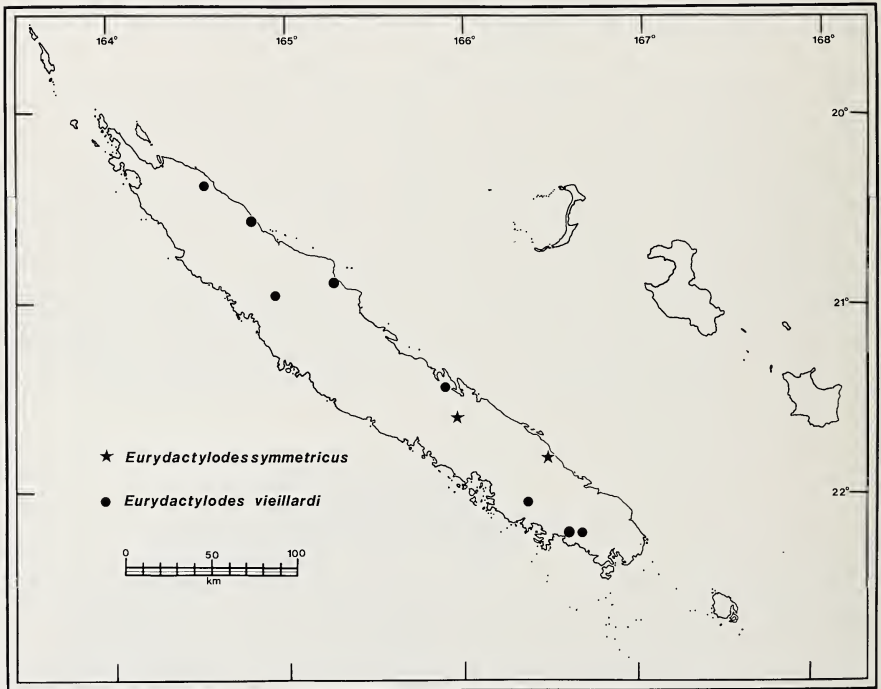 164° 165° 166° 167° 168°
20°
21°
★ Eurydactylodes symmetricus
22°
● Eurydactylodes vieillardi
0 50 100
km